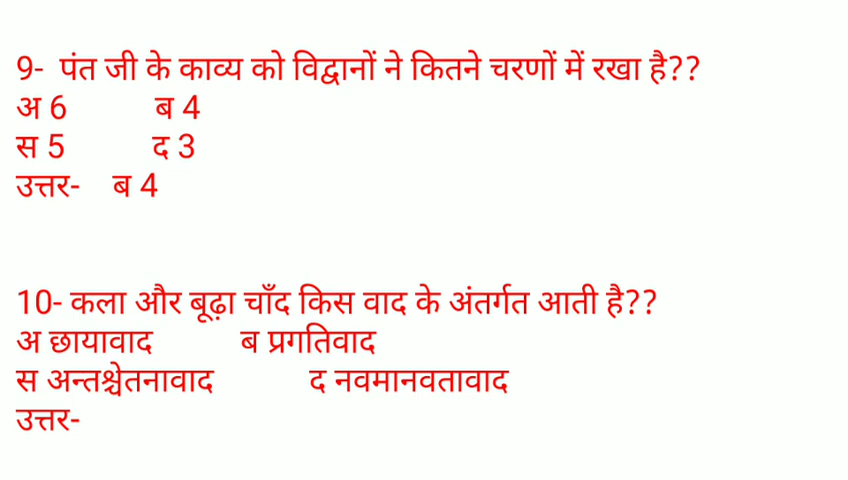 9- पंत जी के काव्य को विद्वानों ने कितने चरणों में रखा है??
अ 6 ब 4
स 5 द 3
उत्तर- ब 4
10- कला और बूढ़ा चाँद किस वाद के अंतर्गत आती है??
अ छायावाद ब प्रगतिवाद
स अन्तश्चेतनावाद द नवमानवतावाद
उत्तर-